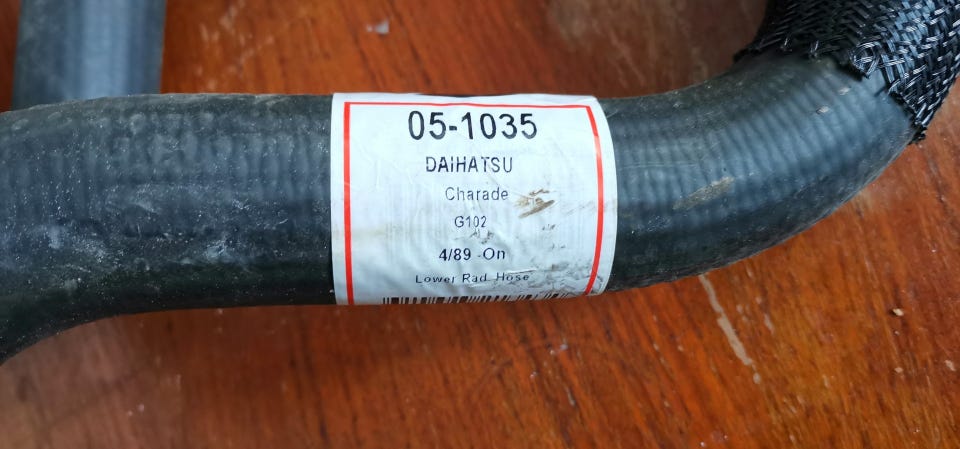 05-1035
DAIHATSU
Charade
G102
4/89 -On
Lower Rad. Hose